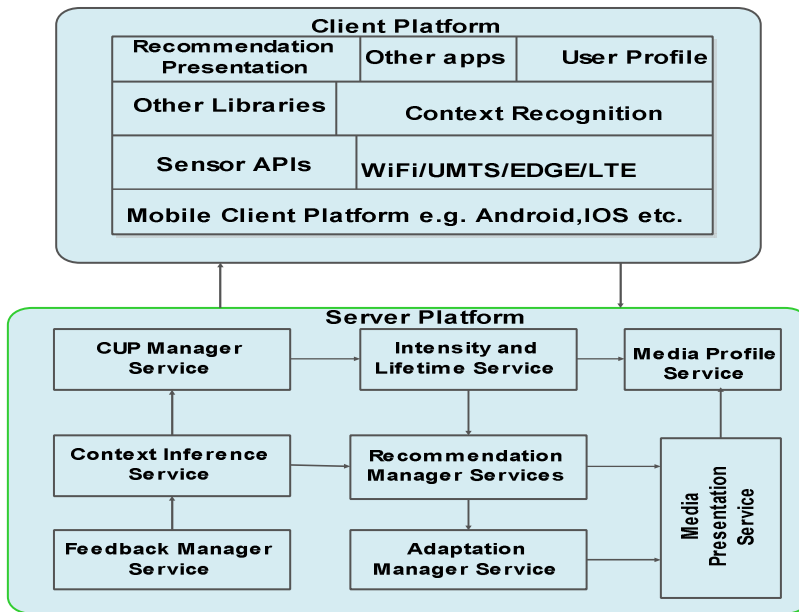 Client Platform
Recommendation
Presentation
Other apps
User Profile
Other Libraries
Context Recognition
Sensor APIs
WiFi/UMTS/EDGE/LTE
Mobile Client Platform e.g. Android,IOS etc.
Server Platform
CUP Manager
Service
Intensity and
Lifetime Service
Media Profile
Service
Context Inference
Service
Recommendation
Manager Services
Media
Presentation
Service
Feedback Manager
Service
Adaptation
Manager Service